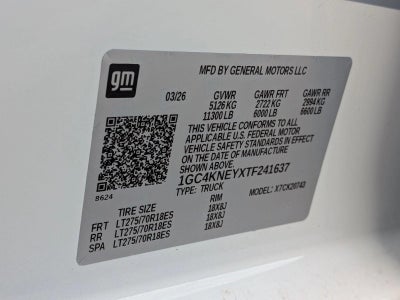 gm
MFD BY GENERAL MOTORS LLC
03/26 GVWR GAWR FRT GAWR RR
5126 KG 2722 KG 2994 KG
11300 LB 6000 LB 6600 LB
THIS VEHICLE CONFORMS TO ALL
APPLICABLE U.S. FEDERAL MOTOR
VEHICLE SAFETY STANDARDS IN EFFECT
ON THE DATE OF MANUFACTURE
SHOWN ABOVE.
1GC4KNEYXTF241637
8624
TYPE: TRUCK MODEL: X7CK20743
TIRE SIZE RIM
FRT LT275/70R18ES 18X8J
RR LT275/70R18ES 18X8J
SPA LT275/70R18ES 18X8J